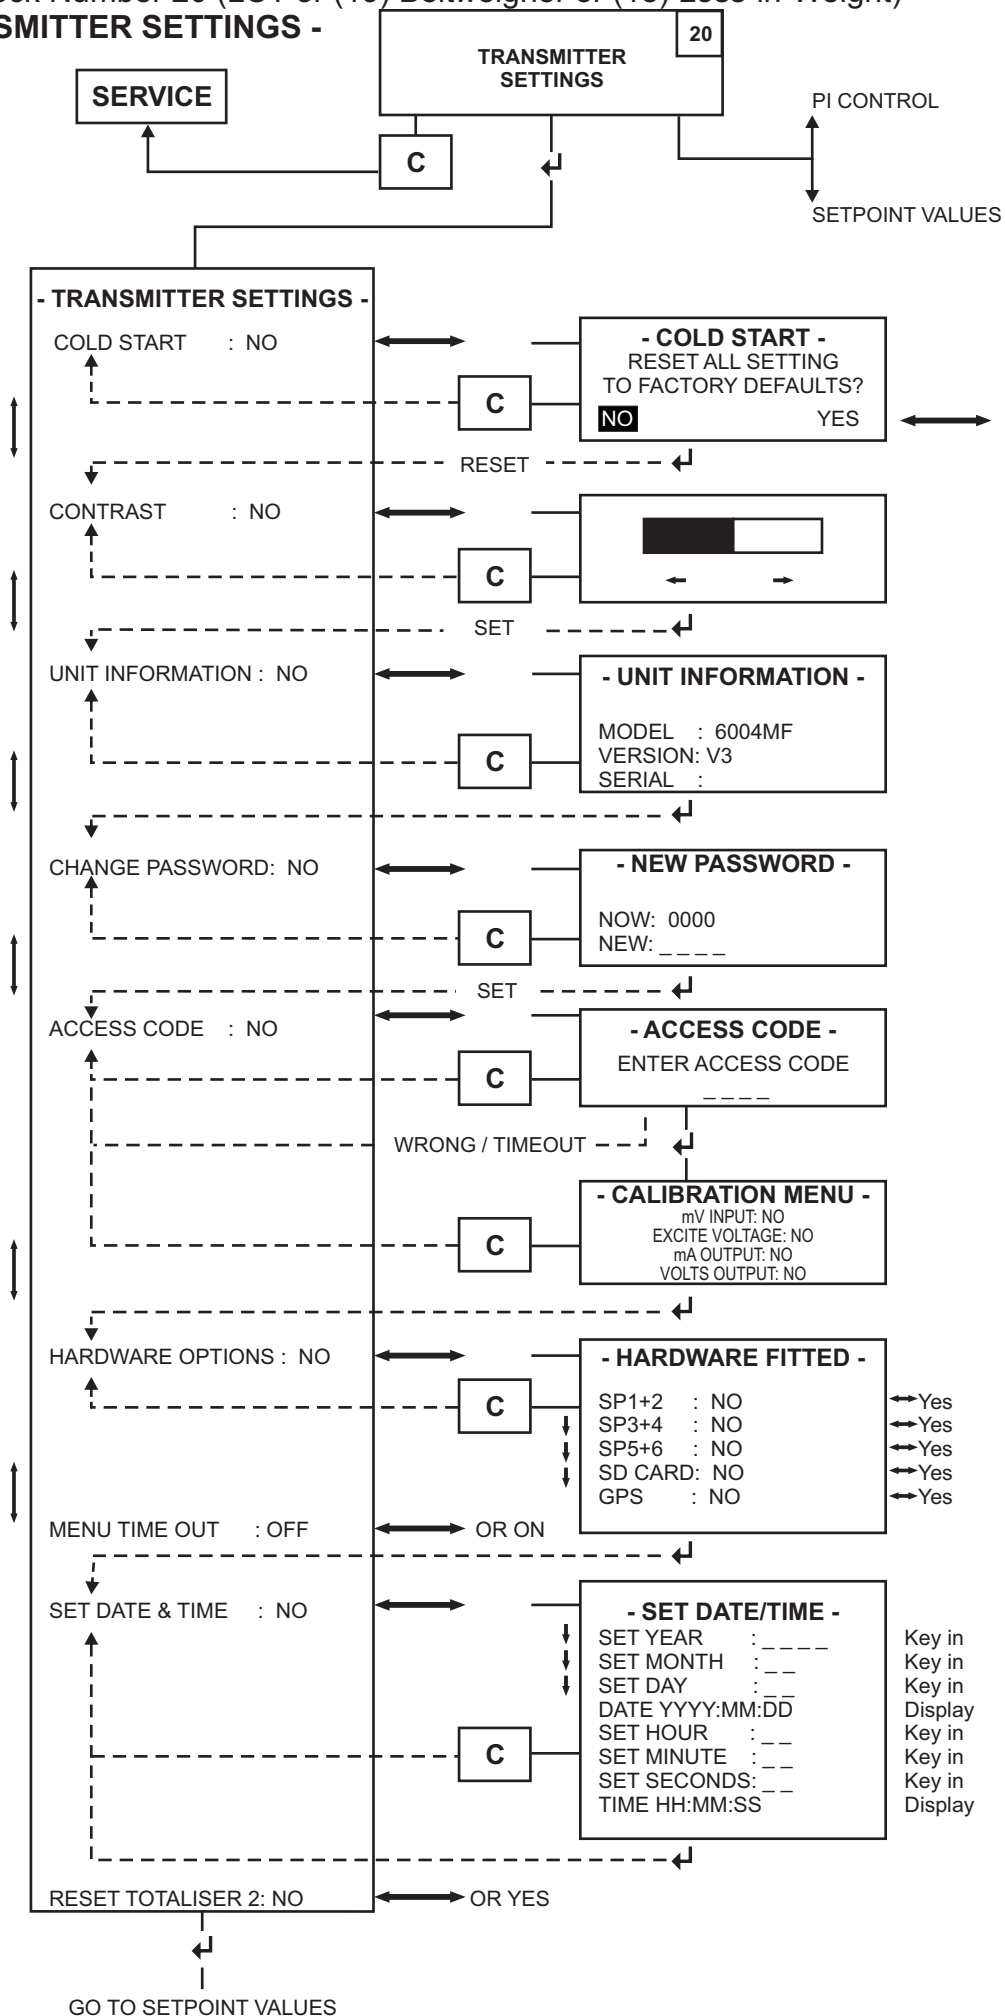 SMITTER SETTINGS -
TRANSMITTER
SETTINGS
20
SERVICE
C
PI CONTROL
SETPOINT VALUES
- TRANSMITTER SETTINGS -
COLD START : NO
- COLD START -
RESET ALL SETTING
TO FACTORY DEFAULTS?
NO YES
C
RESET
CONTRAST : NO
C
SET
UNIT INFORMATION : NO
- UNIT INFORMATION -
MODEL : 6004MF
VERSION: V3
SERIAL :
C
CHANGE PASSWORD: NO
- NEW PASSWORD -
NOW: 0000
NEW: _ _ _ _
C
SET
ACCESS CODE : NO
- ACCESS CODE -
ENTER ACCESS CODE
_ _ _ _
C
WRONG / TIMEOUT
- CALIBRATION MENU -
mV INPUT: NO
EXCITE VOLTAGE: NO
mA OUTPUT: NO
VOLTS OUTPUT: NO
C
HARDWARE OPTIONS : NO
- HARDWARE FITTED -
C
SP1+2 : NO Yes
SP3+4 : NO Yes
SP5+6 : NO Yes
SD CARD: NO Yes
GPS : NO Yes
MENU TIME OUT : OFF OR ON
SET DATE & TIME : NO
- SET DATE/TIME -
SET YEAR : _ _ _ _ Key in
SET MONTH : _ _ Key in
SET DAY : _ _ Key in
DATE YYYY:MM:DD Display
SET HOUR : _ _ Key in
SET MINUTE : _ _ Key in
SET SECONDS: _ _ Key in
TIME HH:MM:SS Display
C
RESET TOTALISER 2: NO OR YES
GO TO SETPOINT VALUES